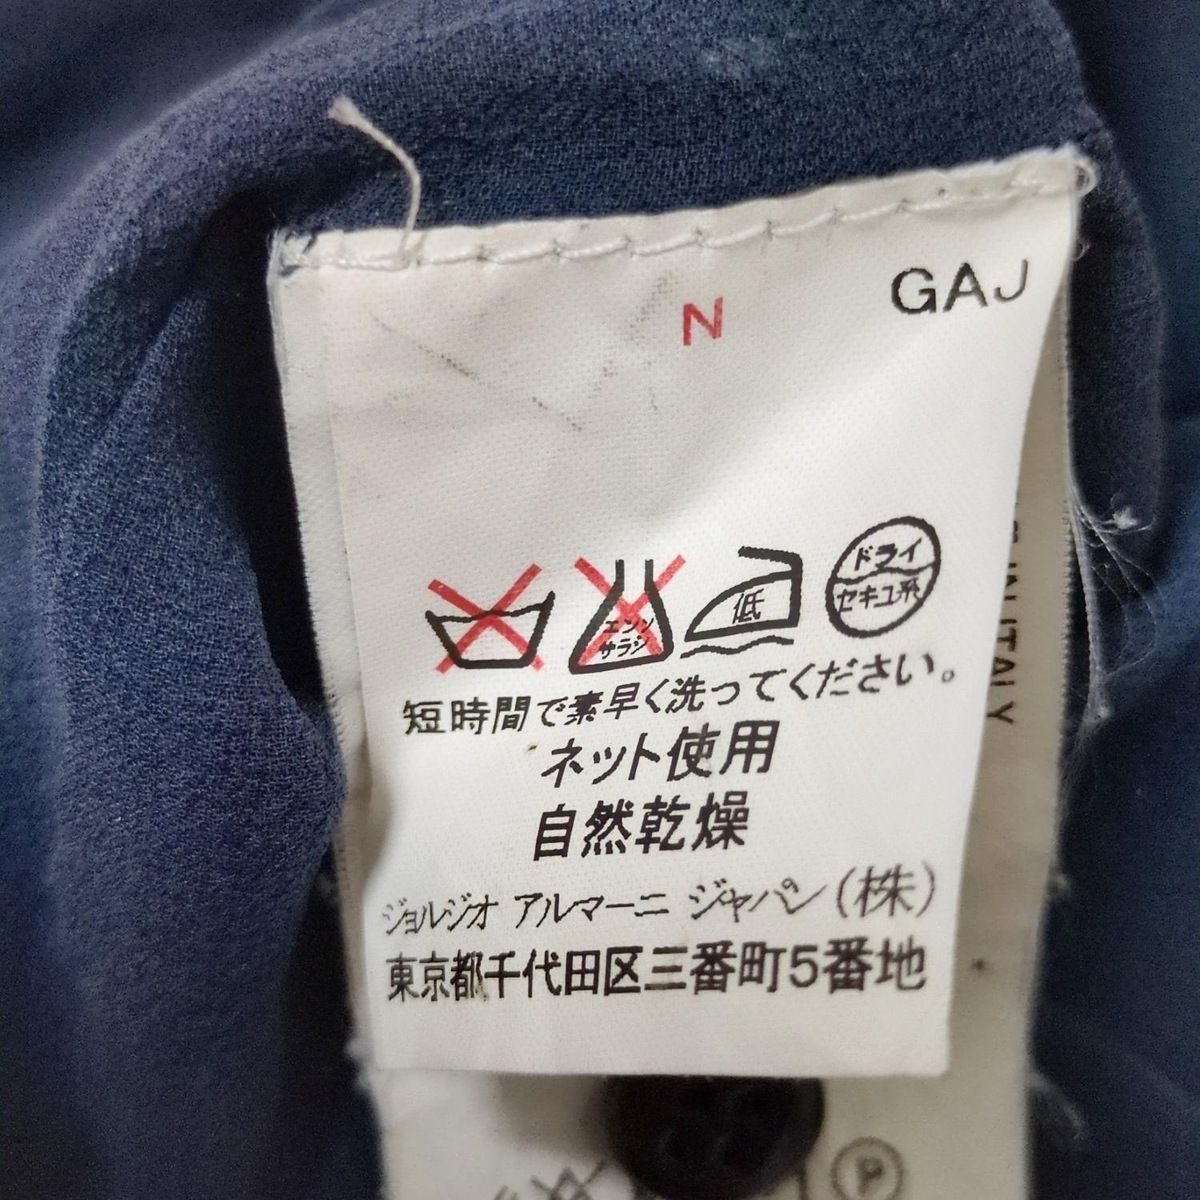 GAJ
N
ドライ
セキユ系
エンソ
サラシ
低
短時間で素早く洗ってください。
ネット使用
自然乾燥
ジョルジオ アルマーニ ジャパン(株)
東京都千代田区三番町5番地
IN ITALY
P